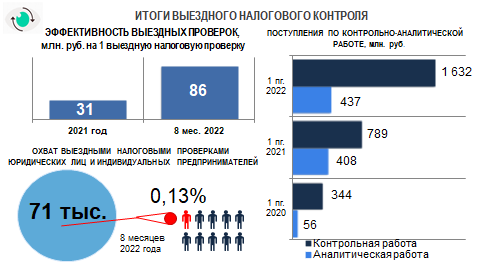 ИТОГИ ВЫЕЗДНОГО НАЛОГОВОГО КОНТРОЛЯ
ЭФФЕКТИВНОСТЬ ВЫЕЗДНЫХ ПРОВЕРОК,
млн. руб. на 1 выездную налоговую проверку
31
86
2021 год
8 мес. 2022
ОХВАТ ВЫЕЗДНЫМИ НАЛОГОВЫМИ ПРОВЕРКАМИ
ЮРИДИЧЕСКИХ ЛИЦ И ИНДИВИДУАЛЬНЫХ ПРЕДПРИНИМАТЕЛЕЙ
71 тыс.
0,13%
8 месяцев
2022 года
ПОСТУПЛЕНИЯ ПО КОНТРОЛЬНО-АНАЛИТИЧЕСКОЙ
РАБОТЕ, млн. руб.
1 пг.
2022
1 632
437
1 пг.
2021
789
408
1 пг.
2020
344
56
Контрольная работа
Аналитическая работа